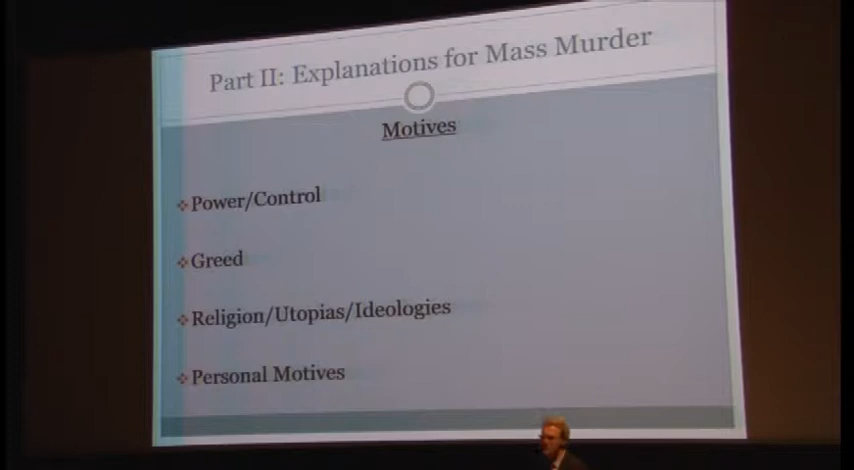 Part II: Explanations for Mass Murder
Motives
Power/Control
Greed
Religion/Utopias/Ideologies
Personal Motives